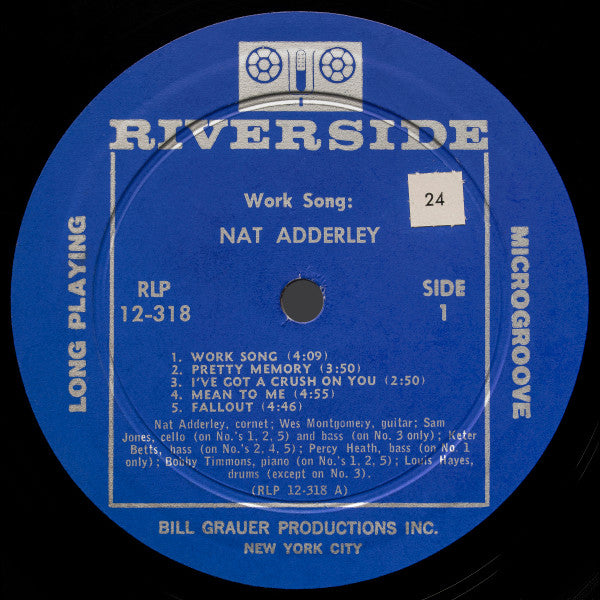 RIVERSIDE
Work Song:
24
NAT ADDERLEY
LONG PLAYING
MICROGROOVE
RLP
12-318
SIDE
1
1. WORK SONG (4:09)
2. PRETTY MEMORY (3:50)
3. I'VE GOT A CRUSH ON YOU (2:50)
4. MEAN TO ME (4:55)
5. FALLOUT (4:46)
Nat Adderley, cornet; Wes Montgomery, guitar; Sam
Jones, cello (on No.'s 1, 2, 5) and bass (on No. 3 only); Keter
Betts, bass (on No.'s 2, 4, 5); Percy Heath, bass (on No. 1
only); Bobby Timmons, piano (on No.'s 1, 2, 5); Louis Hayes,
drums (except on No. 3).
(RLP 12-318 A)
BILL GRAUER PRODUCTIONS INC.
NEW YORK CITY